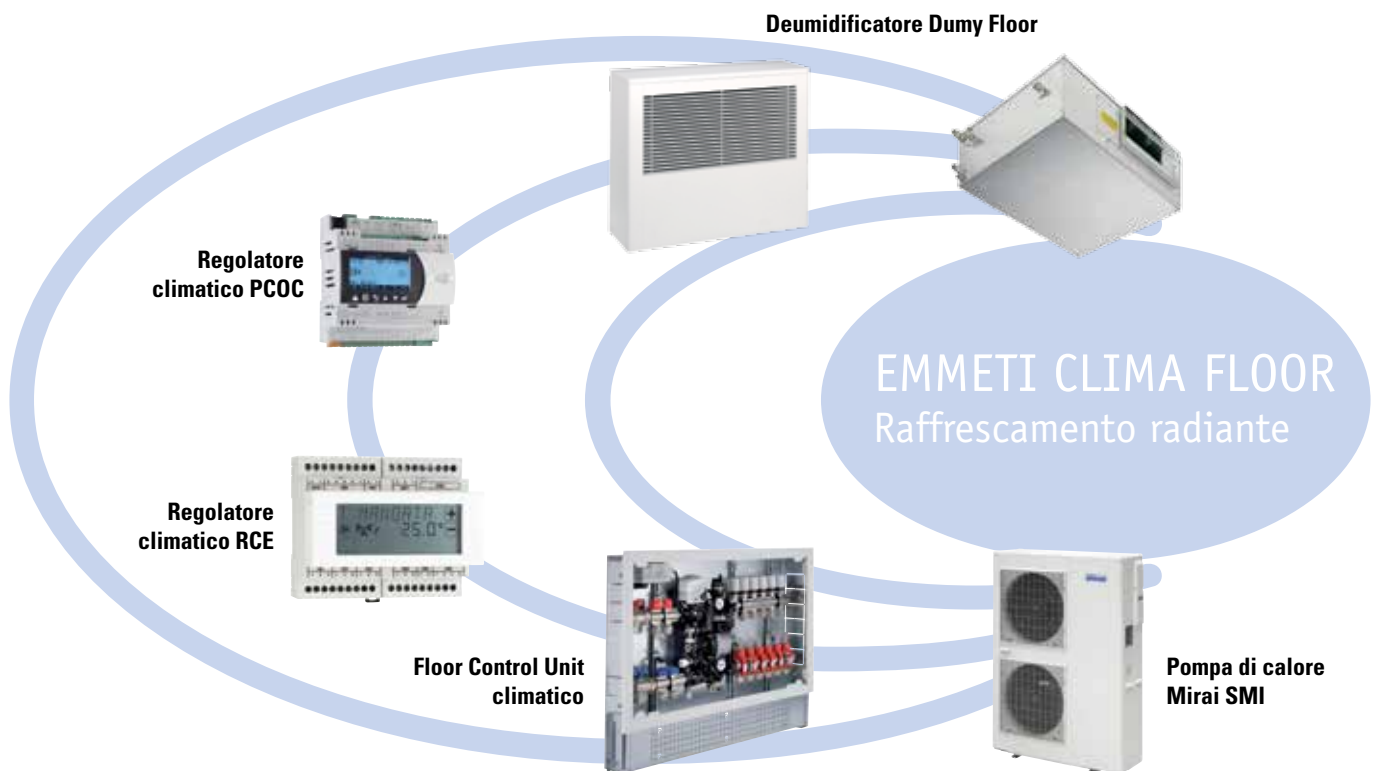 Deumidificatore Dumy Floor
Regolatore
climatico PCOC
EMMETI CLIMA FLOOR
Raffrescamento radiante
Regolatore
climatico RCE
25.0°
Floor Control Unit
climatico
Pompa di calore
Mirai SMI